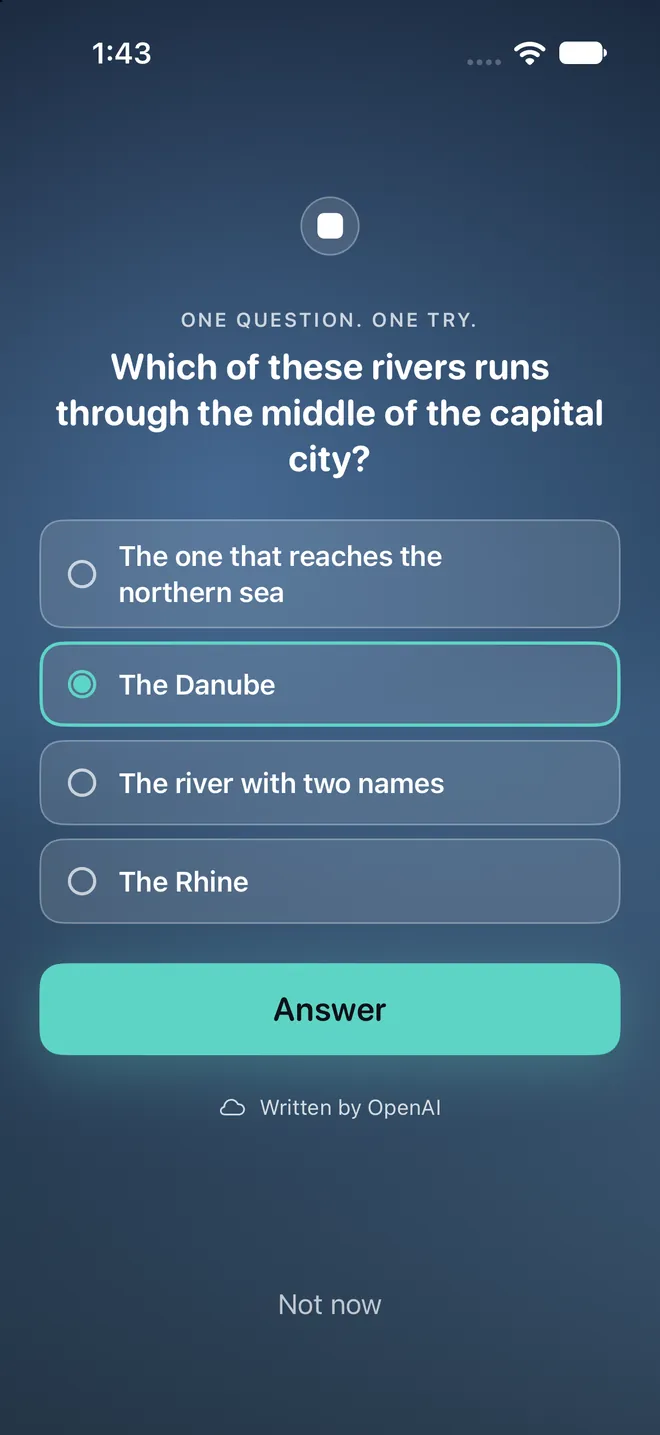 1:43
ONE QUESTION. ONE TRY.
Which of these rivers runs
through the middle of the capital
city?
The one that reaches the
northern sea
The Danube
The river with two names
The Rhine
Answer
Written by OpenAI
Not now